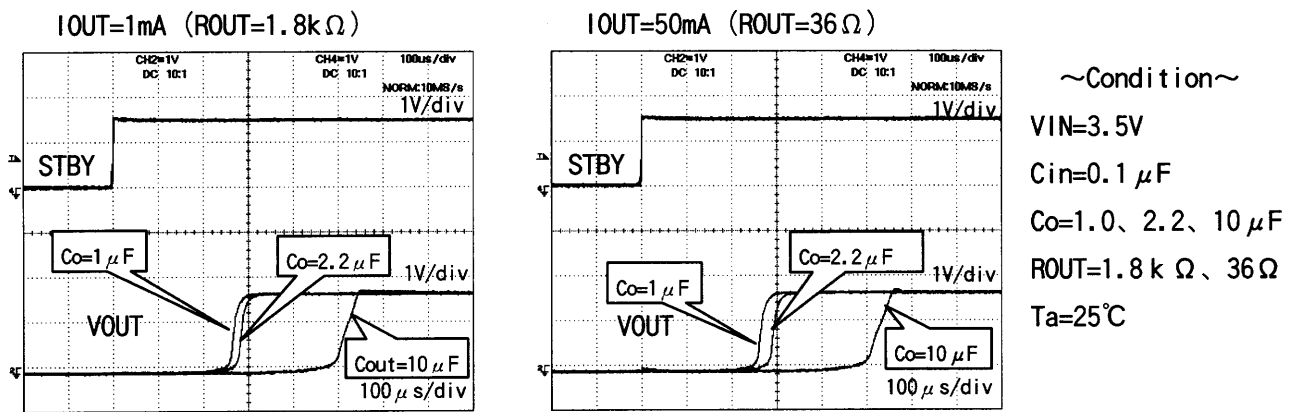 IOUT=1mA (ROUT=1.8kΩ)
CH2=1V
DC 10:1
CH4=1V
DC 10:1
100us/div
NORM:10MS/s
1V/div
STBY
Co=1μF
Co=2.2μF
1V/div
VOUT
Cout=10μF
100μs/div
IOUT=50mA (ROUT=36Ω)
CH2=1V
DC 10:1
CH4=1V
DC 10:1
100us/div
NORM:10MS/s
1V/div
STBY
Co=1μF
Co=2.2μF
1V/div
VOUT
Co=10μF
100μs/div
~Condition~
VIN=3.5V
Cin=0.1μF
Co=1.0、2.2、10μF
ROUT=1.8kΩ、36Ω
Ta=25℃